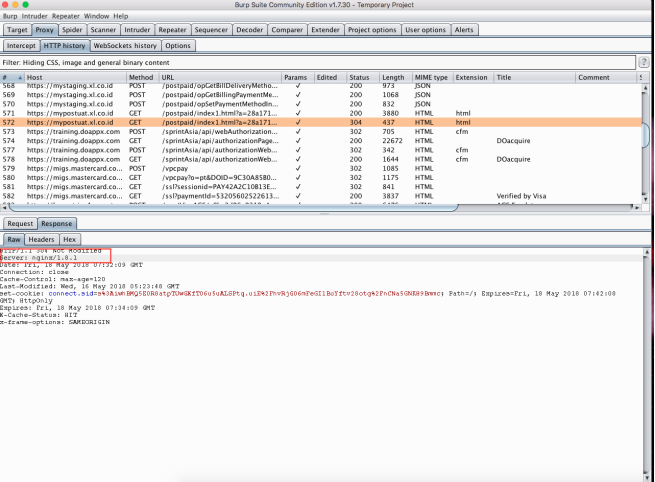 Burp Suite Community Edition v1.7.30 - Temporary Project
Burp Intruder Repeater Window Help
Target Proxy Spider Scanner Intruder Repeater Sequencer Decoder Comparer Extender Project options User options Alerts
Intercept HTTP history WebSockets history Options
Filter: Hiding CSS, image and general binary content
# Host Method URL Params Edited Status Length MIME type Extension Title Comment
568 https://mystaging.xl.co.id POST /postpaid/opGetBillDeliveryMetho... ✓ 200 973 JSON
569 https://mystaging.xl.co.id POST /postpaid/opGetBillingPaymentMe... ✓ 200 1068 JSON
570 https://mystaging.xl.co.id POST /postpaid/opSetPaymentMethodIn... ✓ 200 832 JSON
571 https://mypostuat.xl.co.id GET /postpaid/index1.html?a=28a171... ✓ 200 3880 HTML html
572 https://mypostuat.xl.co.id GET /postpaid/index1.html?a=28a171... ✓ 304 437 HTML html
573 https://training.doappx.com POST /sprintAsia/api/webAuthorization... ✓ 302 705 HTML cfm
574 https://training.doappx.com GET /sprintAsia/api/authorizationPage... ✓ 200 22672 HTML DOacquire
577 https://training.doappx.com POST /sprintAsia/api/authorizationWeb... ✓ 302 342 HTML cfm
578 https://training.doappx.com GET /sprintAsia/api/authorizationWeb... ✓ 200 1644 HTML cfm DOacquire
579 https://migs.mastercard.co... POST /vpcpay ✓ 302 1085 HTML
580 https://migs.mastercard.co... GET /vpcpay?o=pt&DOID=9C30A85B0... ✓ 302 1175 HTML
581 https://migs.mastercard.co... GET /ssl?sessionid=PAY42A2C10B13E... ✓ 302 841 HTML
582 https://migs.mastercard.co... GET /ssl?paymentId=53205602522613... ✓ 200 3837 HTML Verified by Visa
Request Response
Raw Headers Hex
HTTP/1.1 304 Not Modified
Server: nginx/1.8.1
Date: Fri, 18 May 2018 07:32:09 GMT
Connection: close
Cache-Control: max-age=120
Last-Modified: Wed, 16 May 2018 05:23:48 GMT
set-cookie: Path=/; Expires=Fri, 18 May 2018 07:42:08
GMT; HttpOnly
Expires: Fri, 18 May 2018 07:34:09 GMT
X-Cache-Status: HIT
x-frame-options: SAMEORIGIN